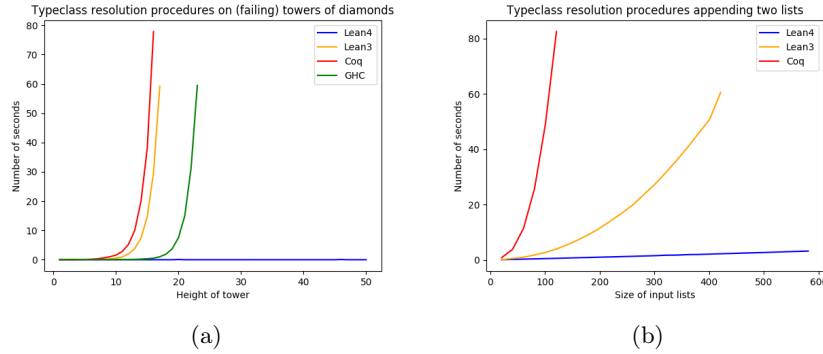 Typeclass resolution procedures on (failing) towers of diamonds
Number of seconds
80
70
60
50
40
30
20
10
0
Lean4
Lean3
Coq
GHC
0 10 20 30 40 50
Height of tower
(a)
Typeclass resolution procedures appending two lists
Number of seconds
80
60
40
20
0
Lean4
Lean3
Coq
0 100 200 300 400 500 600
Size of input lists
(b)